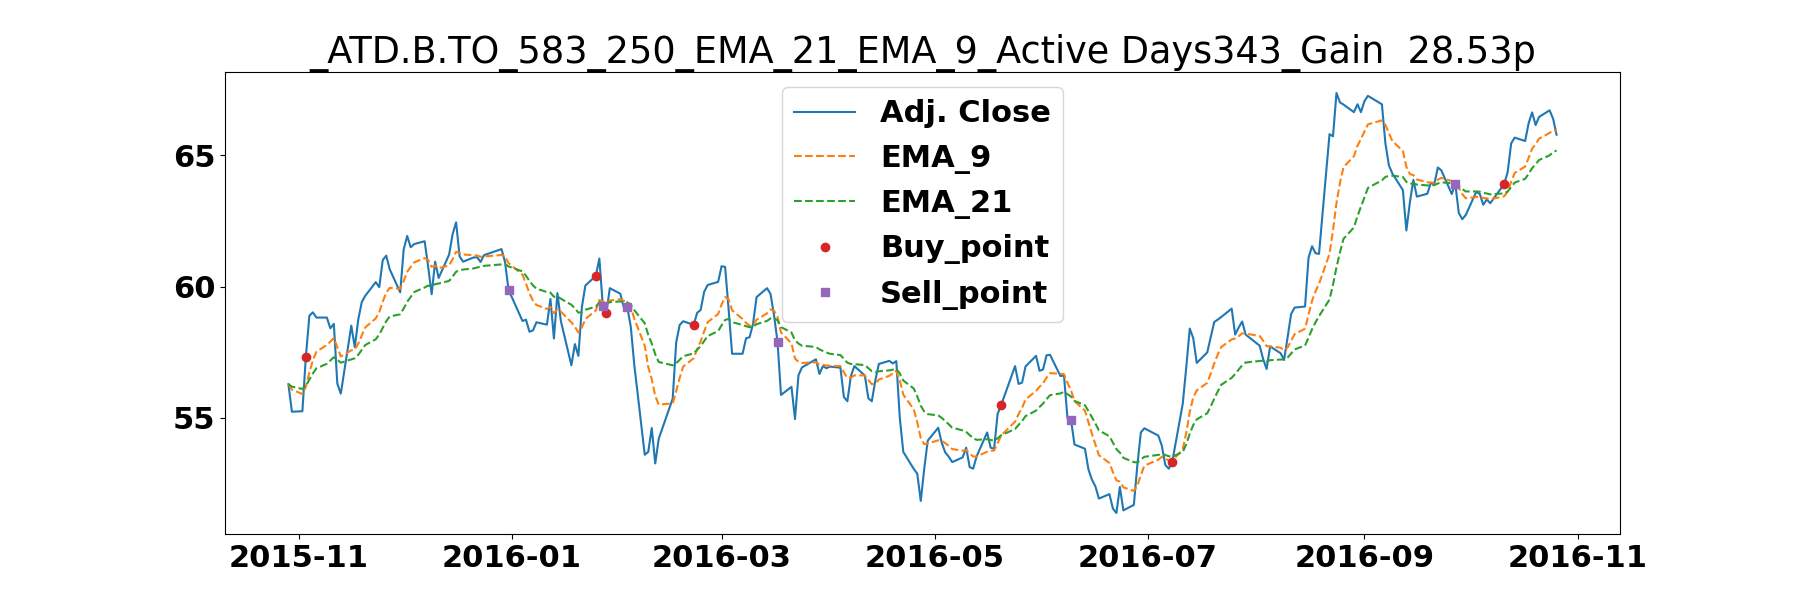 _ATD.B.TO_583_250_EMA_21_EMA_9_Active Days343_Gain  28.53p
Adj. Close
EMA_9
EMA_21
Buy_point
Sell_point
65
60
55
2015-11 2016-01 2016-03 2016-05 2016-07 2016-09 2016-11